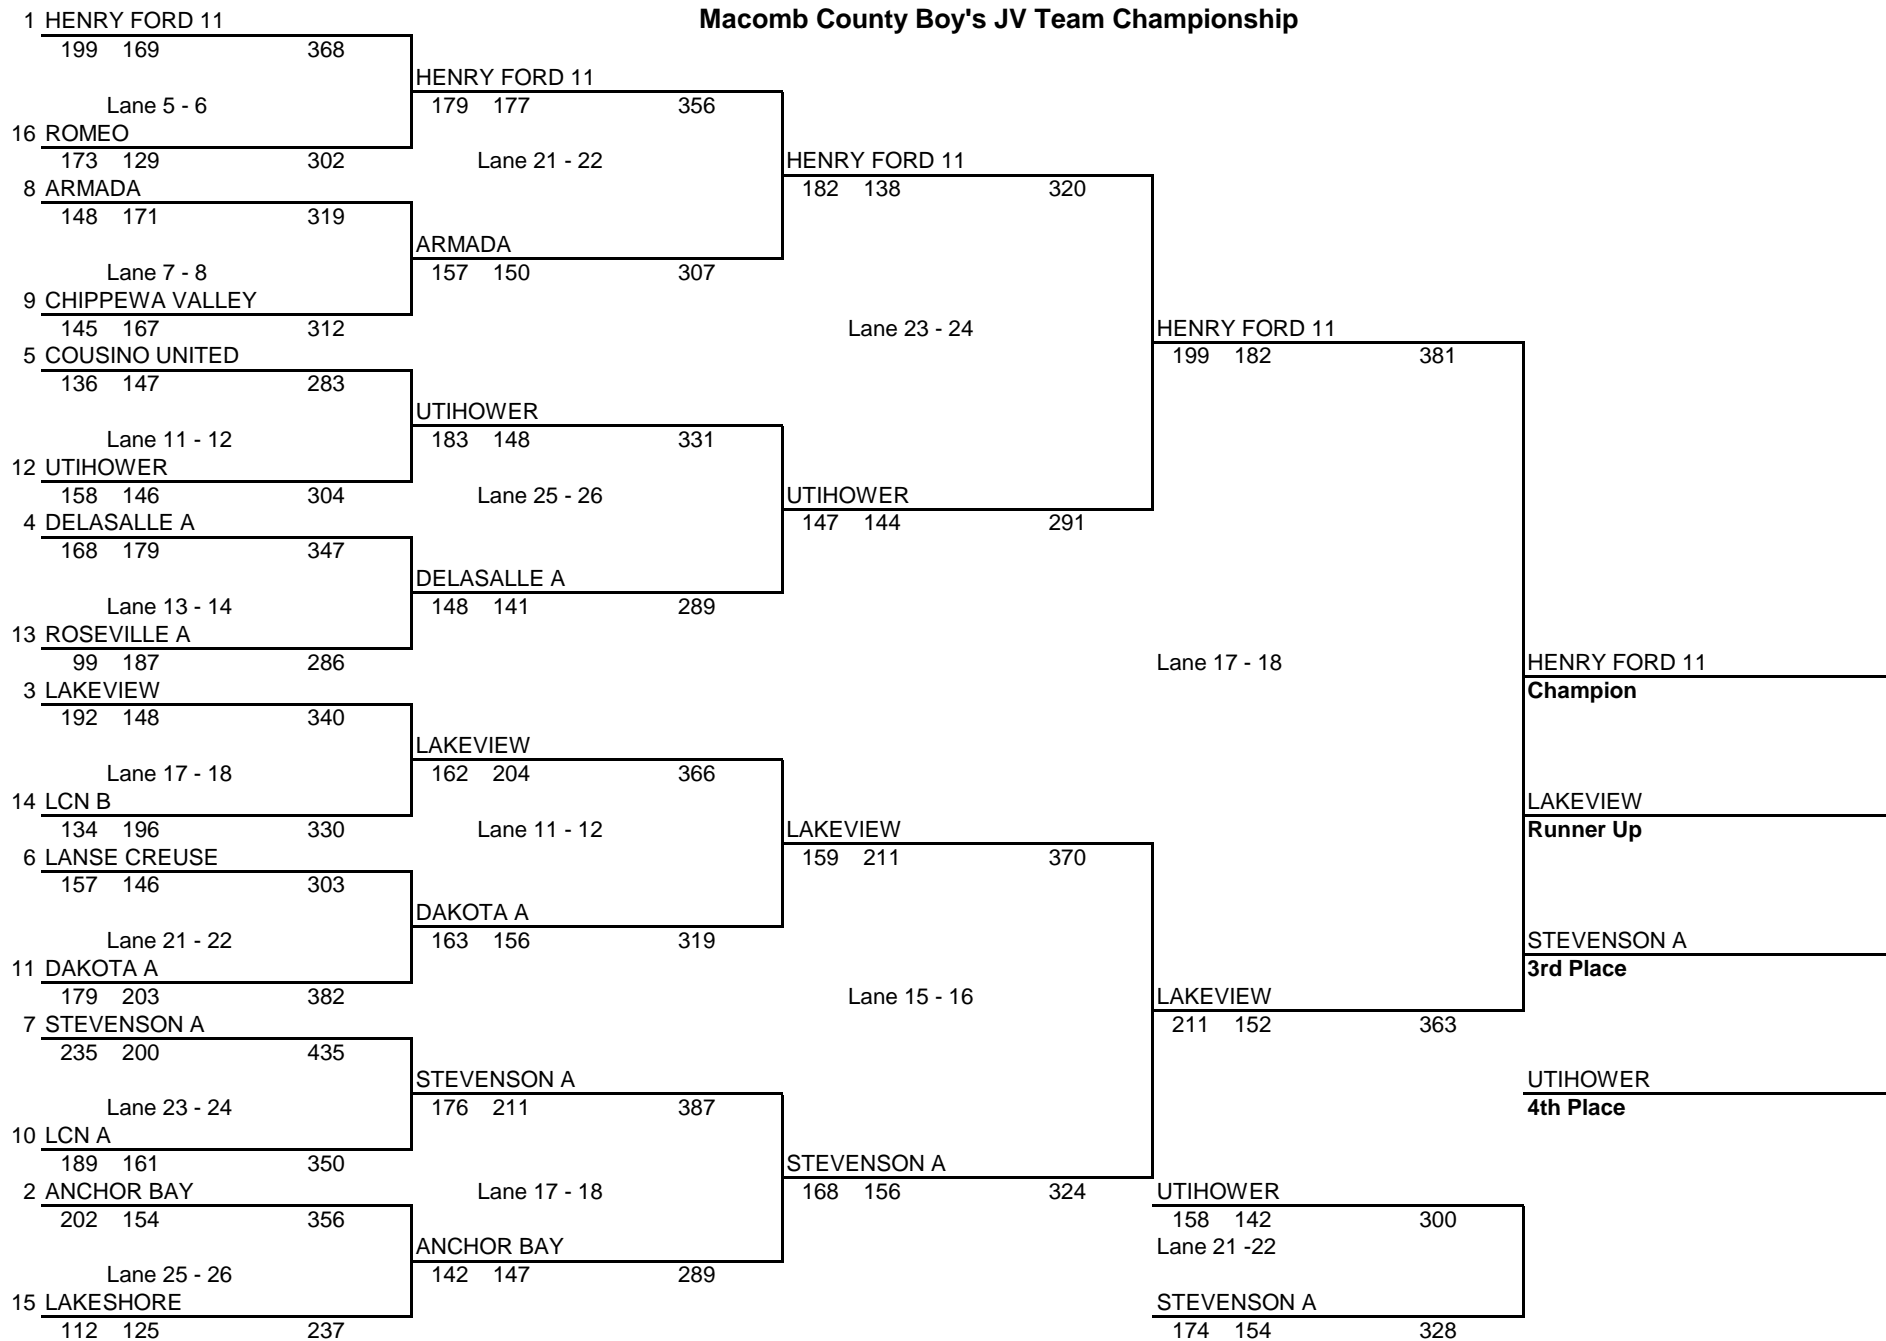 Macomb County Boy's JV Team Championship
1 HENRY FORD 11
199 169 368
HENRY FORD 11
Lane 5 - 6 179 177 356
16 ROMEO
173 129 302 Lane 21 - 22 HENRY FORD 11
8 ARMADA 182 138 320
148 171 319
ARMADA
Lane 7 - 8 157 150 307
9 CHIPPEWA VALLEY
145 167 312 Lane 23 - 24 HENRY FORD 11
5 COUSINO UNITED 199 182 381
136 147 283
UTIHOWER
Lane 11 - 12 183 148 331
12 UTIHOWER
158 146 304 Lane 25 - 26 UTIHOWER
4 DELASALLE A 147 144 291
168 179 347
DELASALLE A
Lane 13 - 14 148 141 289
13 ROSEVILLE A
99 187 286 Lane 17 - 18 HENRY FORD 11
3 LAKEVIEW Champion
192 148 340
LAKEVIEW
Lane 17 - 18 162 204 366
14 LCN B LAKEVIEW
134 196 330 Lane 11 - 12 LAKEVIEW Runner Up
6 LANSE CREUSE 159 211 370
157 146 303
DAKOTA A
Lane 21 - 22 163 156 319 STEVENSON A
11 DAKOTA A 3rd Place
179 203 382 Lane 15 - 16 LAKEVIEW
7 STEVENSON A 211 152 363
235 200 435
STEVENSON A UTIHOWER
Lane 23 - 24 176 211 387 4th Place
10 LCN A
189 161 350 STEVENSON A
2 ANCHOR BAY Lane 17 - 18 168 156 324 UTIHOWER
202 154 356 158 142 300
ANCHOR BAY Lane 21 -22
Lane 25 - 26 142 147 289
15 LAKESHORE STEVENSON A
112 125 237 174 154 328